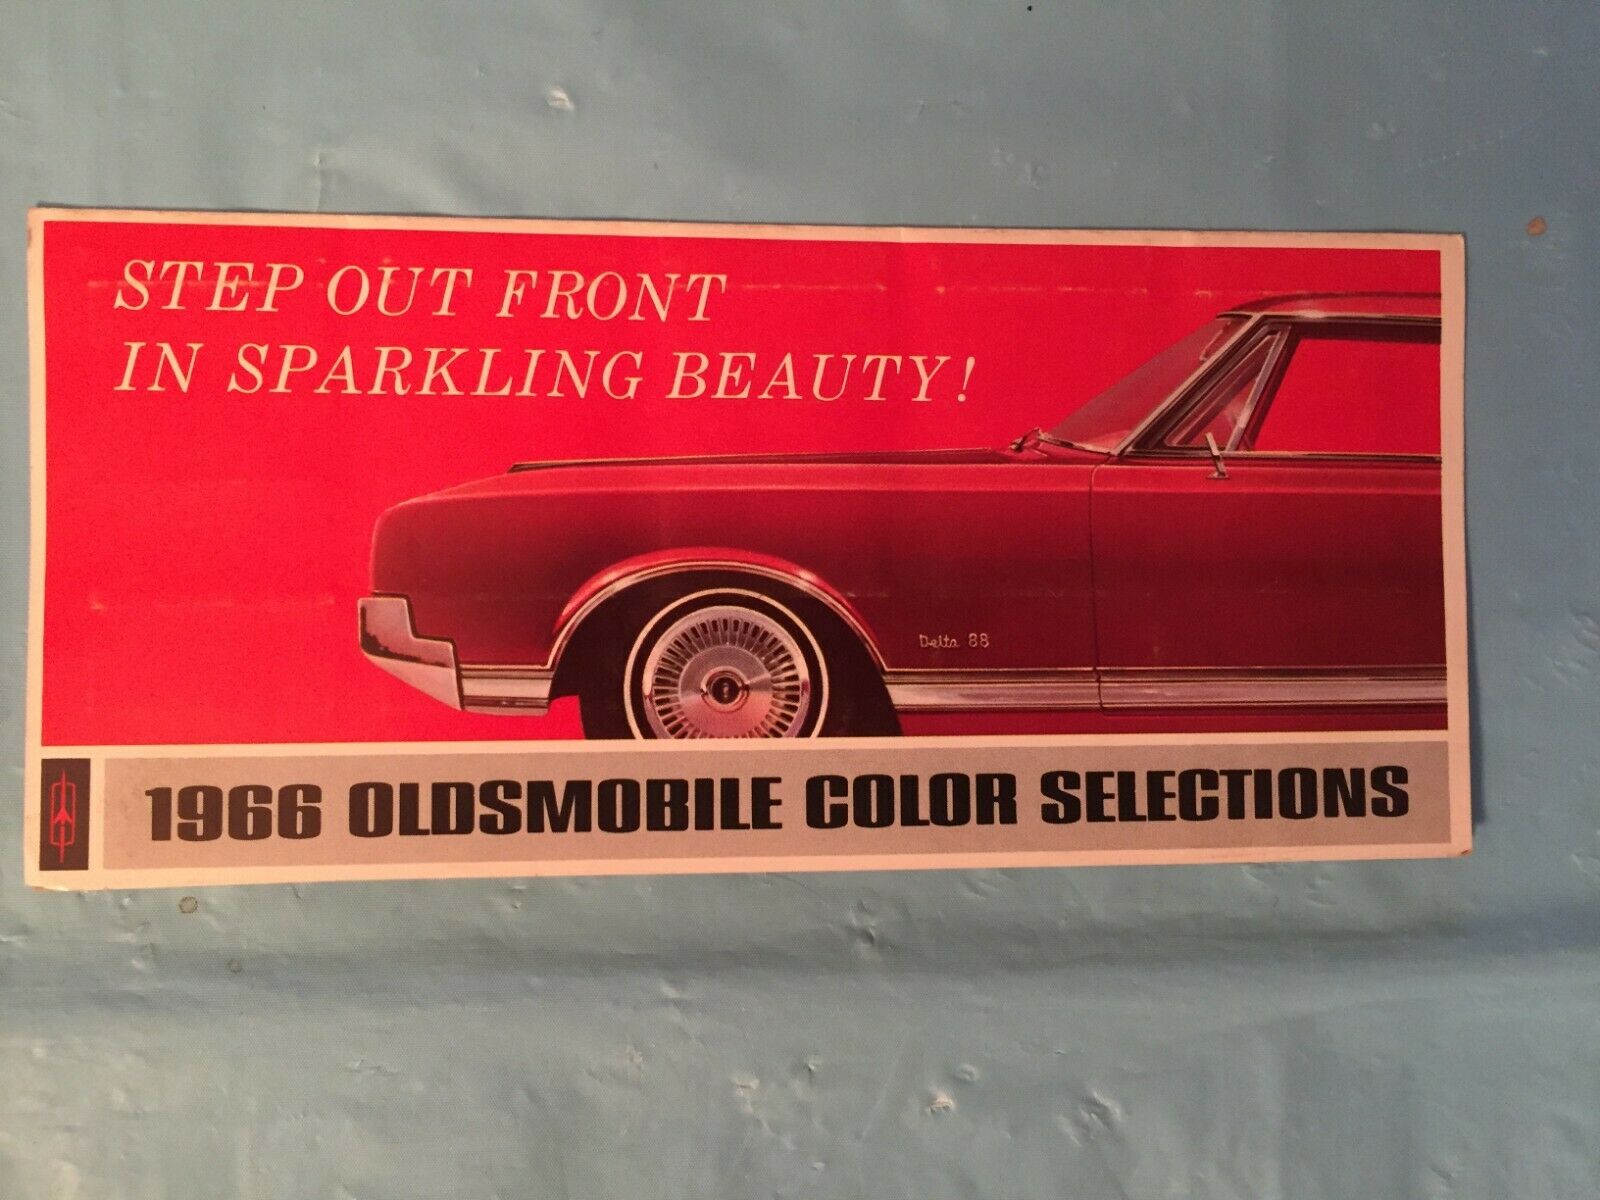 STEP OUT FRONT
IN SPARKLING BEAUTY!
Delta 88
1966 OLDSMOBILE COLOR SELECTIONS